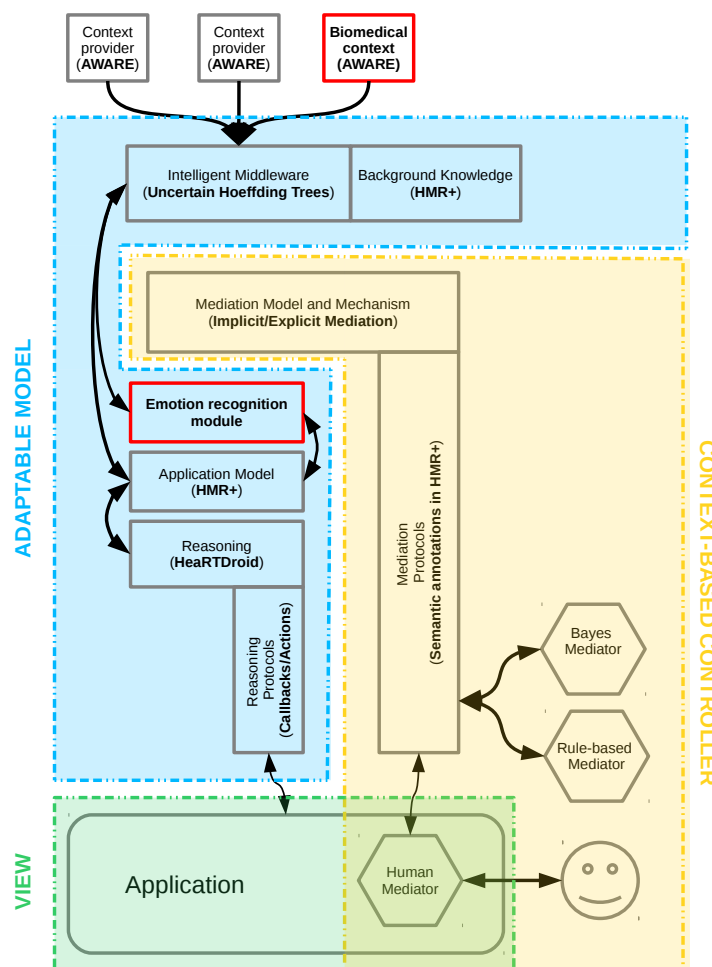 Context
provider
(AWARE)
Context
provider
(AWARE)
Biomedical
context
(AWARE)
Intelligent Middleware
(Uncertain Hoeffding Trees)
Background Knowledge
(HMR+)
Mediation Model and Mechanism
(Implicit/Explicit Mediation)
ADAPTABLE MODEL
Emotion recognition
module
Application Model
(HMR+)
Reasoning
(HeaRTDroid)
Reasoning
Protocols
(Callbacks/Actions)
Mediation
Protocols
(Semantic annotations in HMR+)
CONTEXT-BASED CONTROLLER
Bayes
Mediator
Rule-based
Mediator
VIEW
Application
Human
Mediator